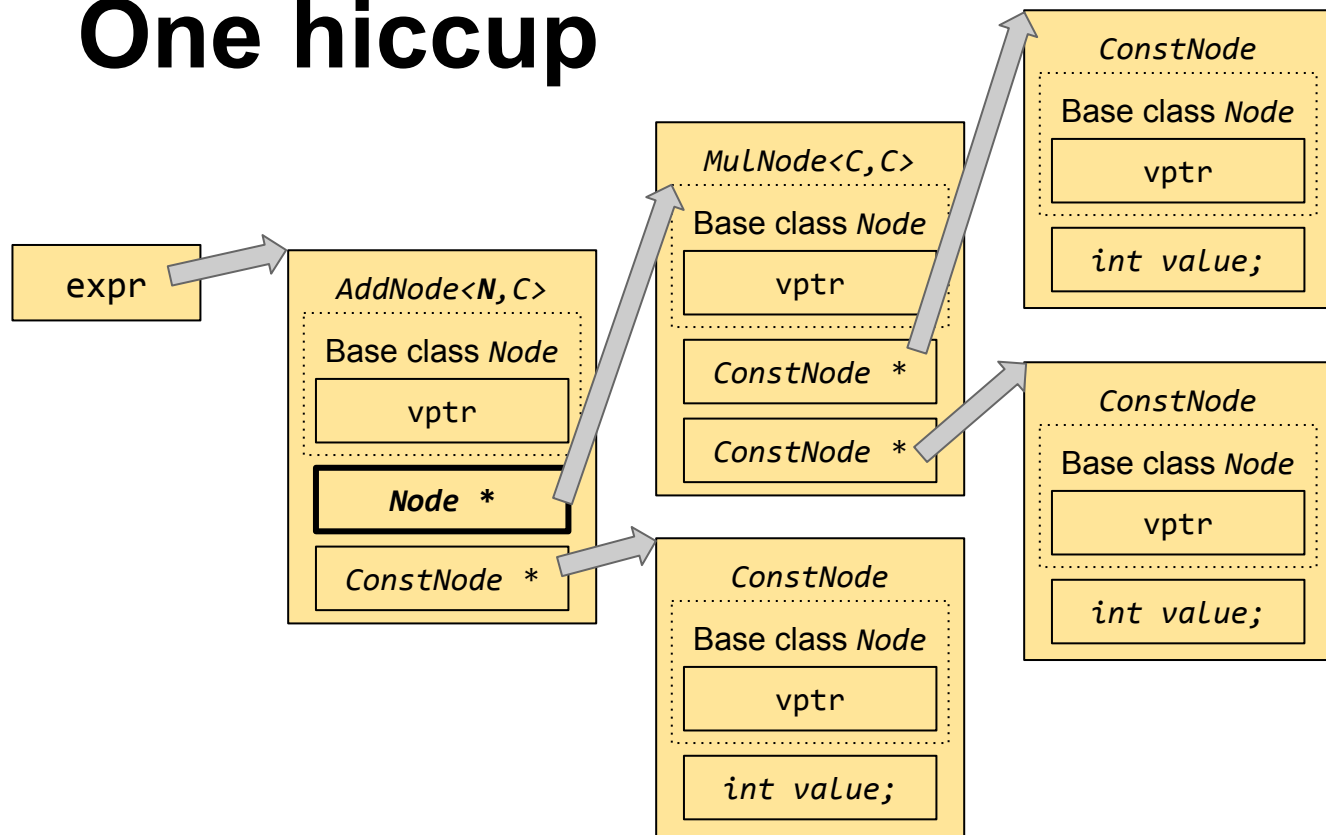 One hiccup
expr
AddNode<N,C>
Base class Node
vptr
Node *
ConstNode *
MulNode<C,C>
Base class Node
vptr
ConstNode *
ConstNode *
ConstNode
Base class Node
vptr
int value;
ConstNode
Base class Node
vptr
int value;
ConstNode
Base class Node
vptr
int value;